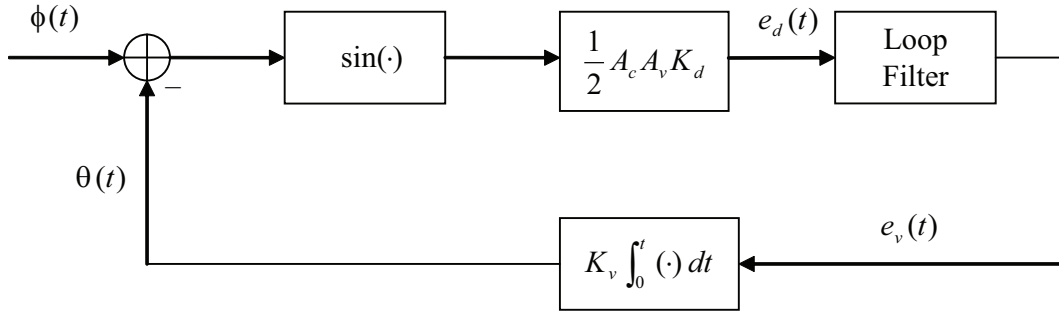 ϕ(t)
−
sin(·)
1/2 A_c A_v K_d
e_d(t)
Loop
Filter
θ(t)
K_v ∫_0^t (·) dt
e_v(t)